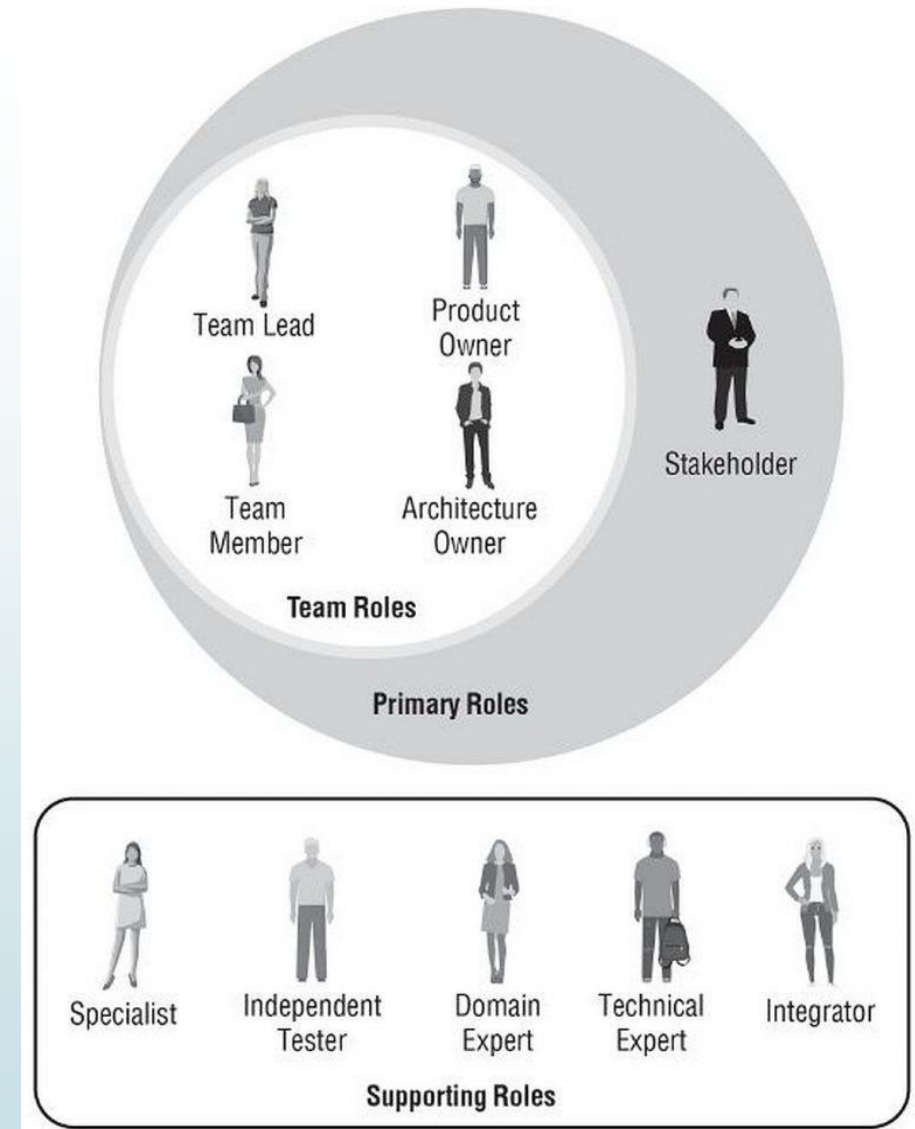 Team Lead
Product
Owner
Team
Member
Architecture
Owner
Team Roles
Stakeholder
Primary Roles
Specialist
Independent
Tester
Domain
Expert
Technical
Expert
Integrator
Supporting Roles